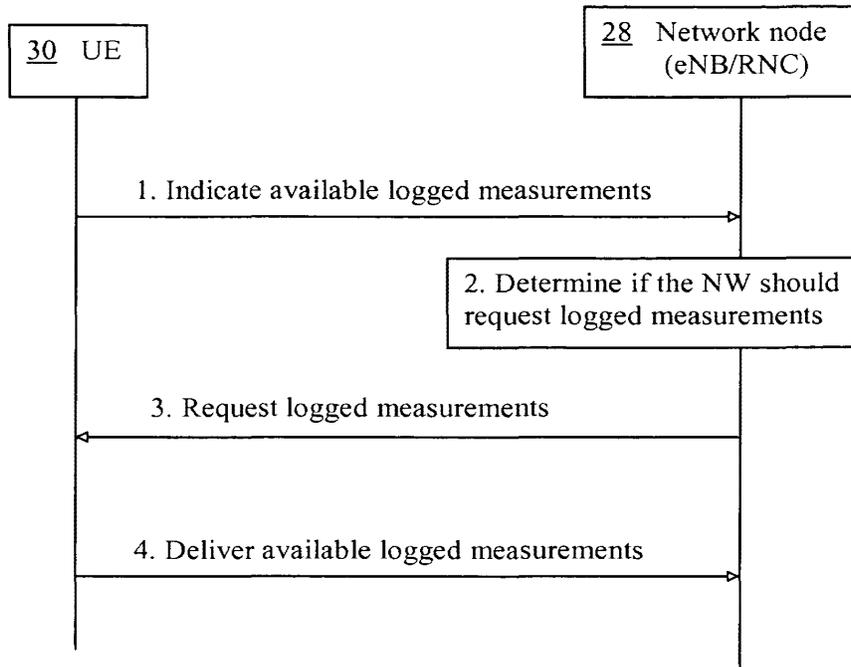 30 UE
28 Network node
(eNB/RNC)
1. Indicate available logged measurements
2. Determine if the NW should
request logged measurements
3. Request logged measurements
4. Deliver available logged measurements